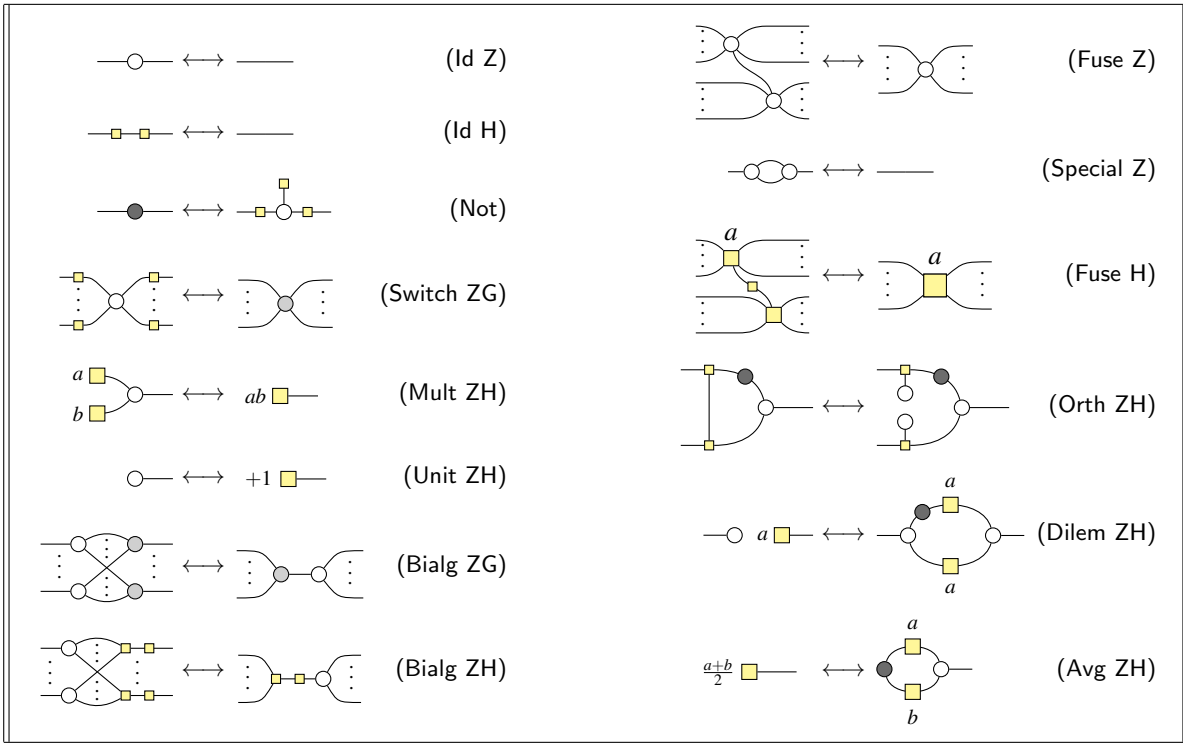 (Id Z)
(Id H)
(Not)
(Switch ZG)
a
b
ab
(Mult ZH)
+1
(Unit ZH)
(Bialg ZG)
(Bialg ZH)
(Fuse Z)
(Special Z)
a
a
(Fuse H)
(Orth ZH)
a
a
a
(Dilem ZH)
a+b
2
a
b
(Avg ZH)